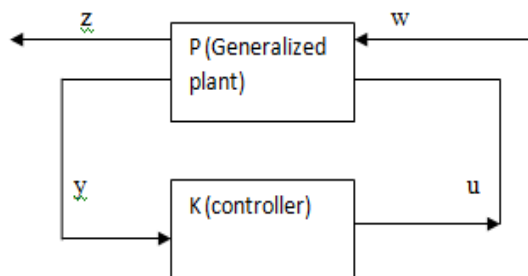 z
w
P (Generalized
plant)
y
u
K (controller)